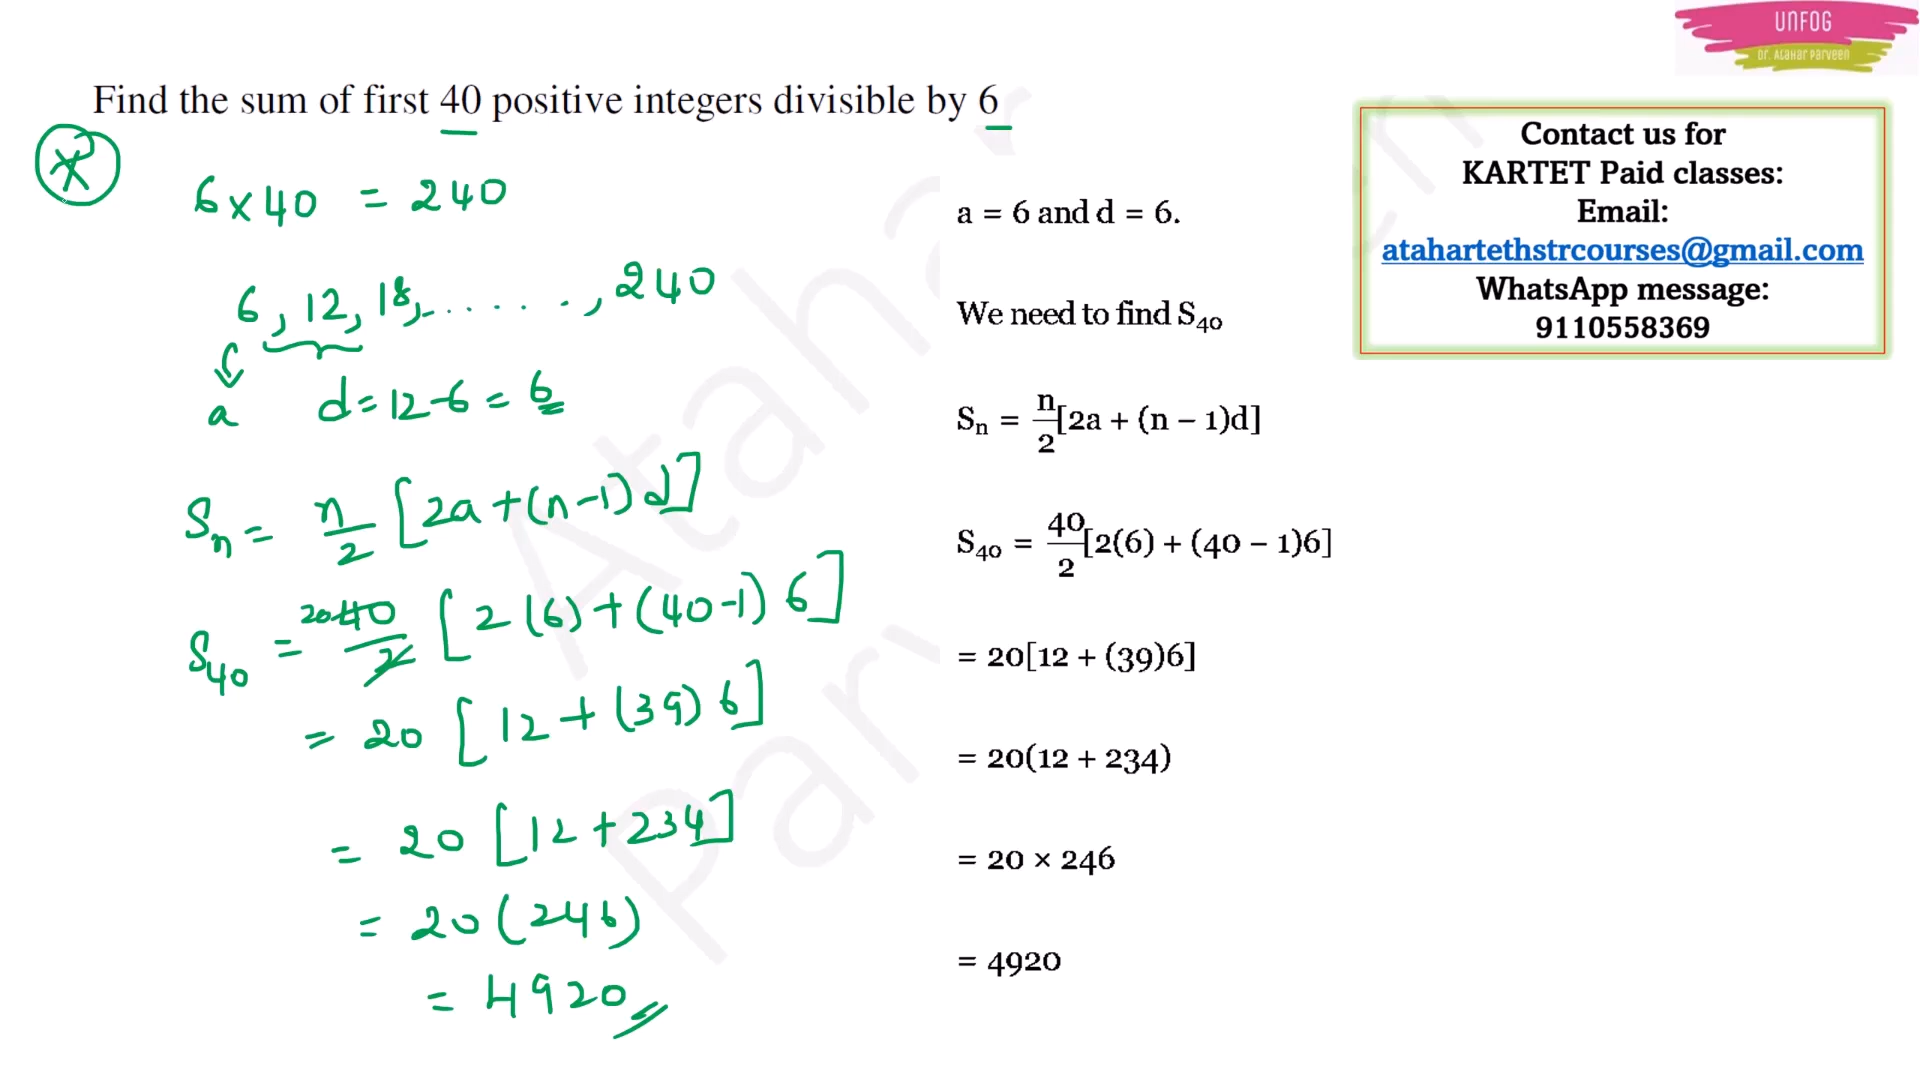 UNFOG
Dr. Atahar Parveen
Find the sum of first 40 positive integers divisible by 6
6 × 40 = 240
6, 12, 18, ......, 240
a d = 12 - 6 = 6
Sn = n/2 [2a + (n - 1) d]
S40 = 20 40/2 [2 (6) + (40 - 1) 6]
= 20 [12 + (39) 6]
= 20 [12 + 234]
= 20 (246)
= 4920
a = 6 and d = 6.
We need to find S40
Sn = n/2[2a + (n − 1)d]
S40 = 40/2[2(6) + (40 − 1)6]
= 20[12 + (39)6]
= 20(12 + 234)
= 20 × 246
= 4920
Contact us for
KARTET Paid classes:
Email:
atahartethstrcourses@gmail.com
WhatsApp message:
9110558369
Atahar
Parveen